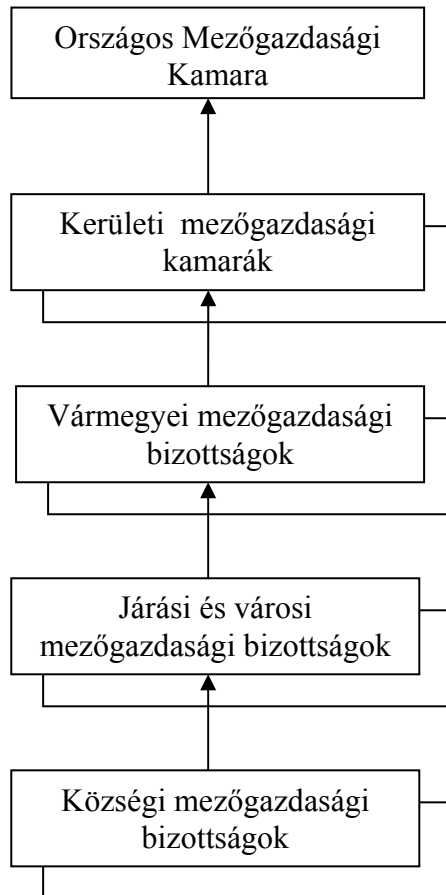 Országos Mezőgazdasági
Kamara
Kerületi mezőgazdasági
kamarák
Vármegyei mezőgazdasági
bizottságok
Járási és városi
mezőgazdasági bizottságok
Községi mezőgazdasági
bizottságok